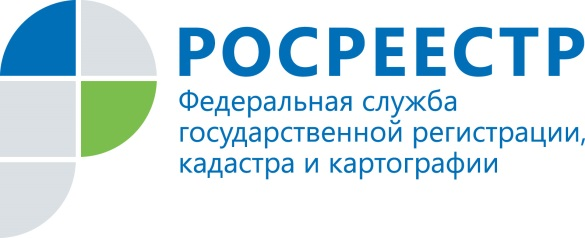 РОСРЕЕСТР
Федеральная служба
государственной регистрации,
кадастра и картографии